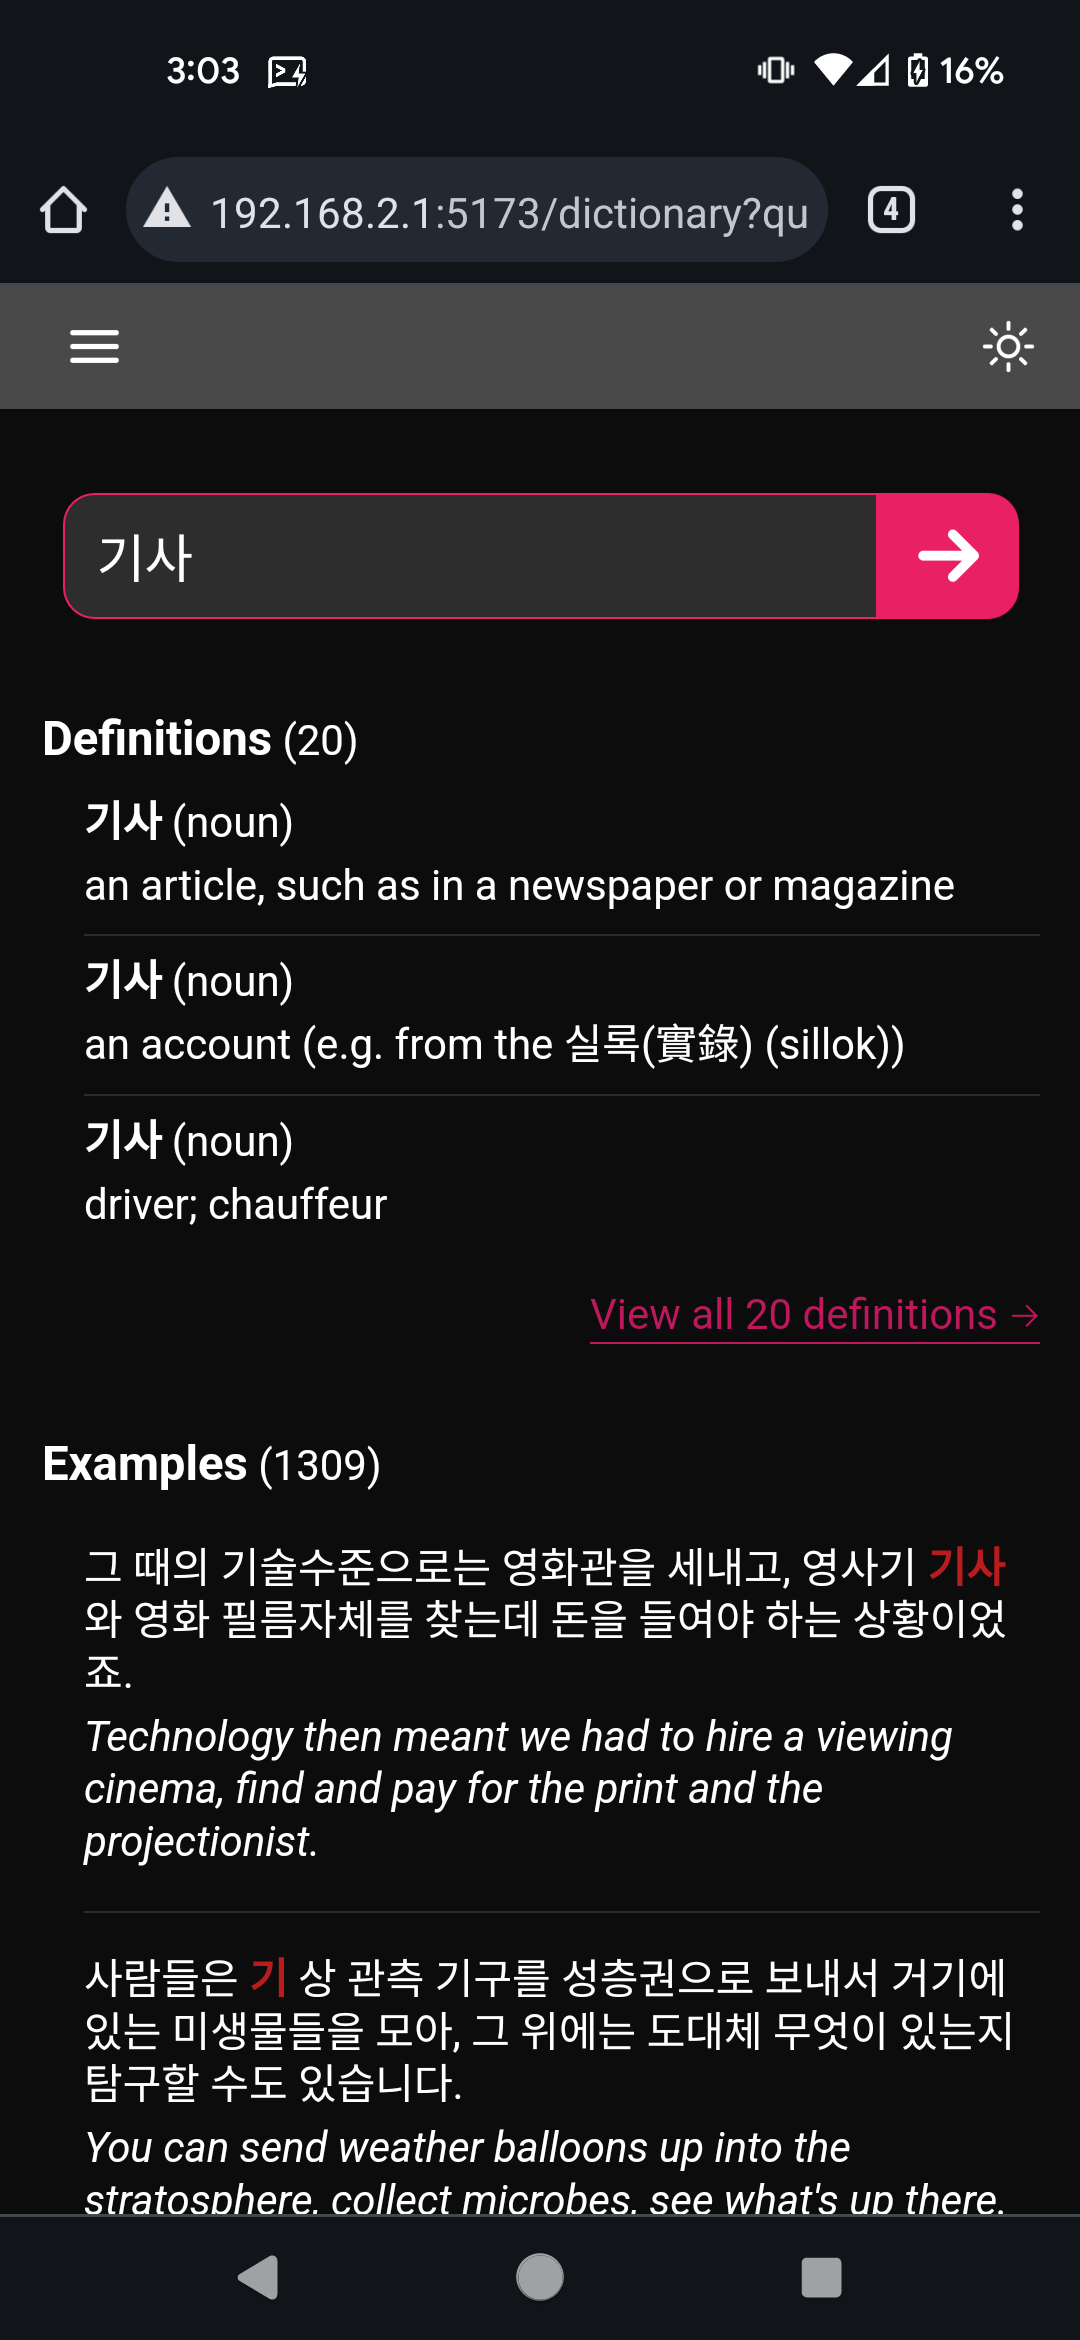 3:03
16%
192.168.2.1:5173/dictionary?qu
4
기사
Definitions (20)
기사 (noun)
an article, such as in a newspaper or magazine
기사 (noun)
an account (e.g. from the 실록(實錄) (sillok))
기사 (noun)
driver; chauffeur
View all 20 definitions →
Examples (1309)
그 때의 기술수준으로는 영화관을 세내고, 영사기 기사
와 영화 필름자체를 찾는데 돈을 들여야 하는 상황이었
죠.
Technology then meant we had to hire a viewing
cinema, find and pay for the print and the
projectionist.
사람들은 기 상 관측 기구를 성층권으로 보내서 거기에
있는 미생물들을 모아, 그 위에는 도대체 무엇이 있는지
탐구할 수도 있습니다.
You can send weather balloons up into the
stratosphere, collect microbes, see what's up there.